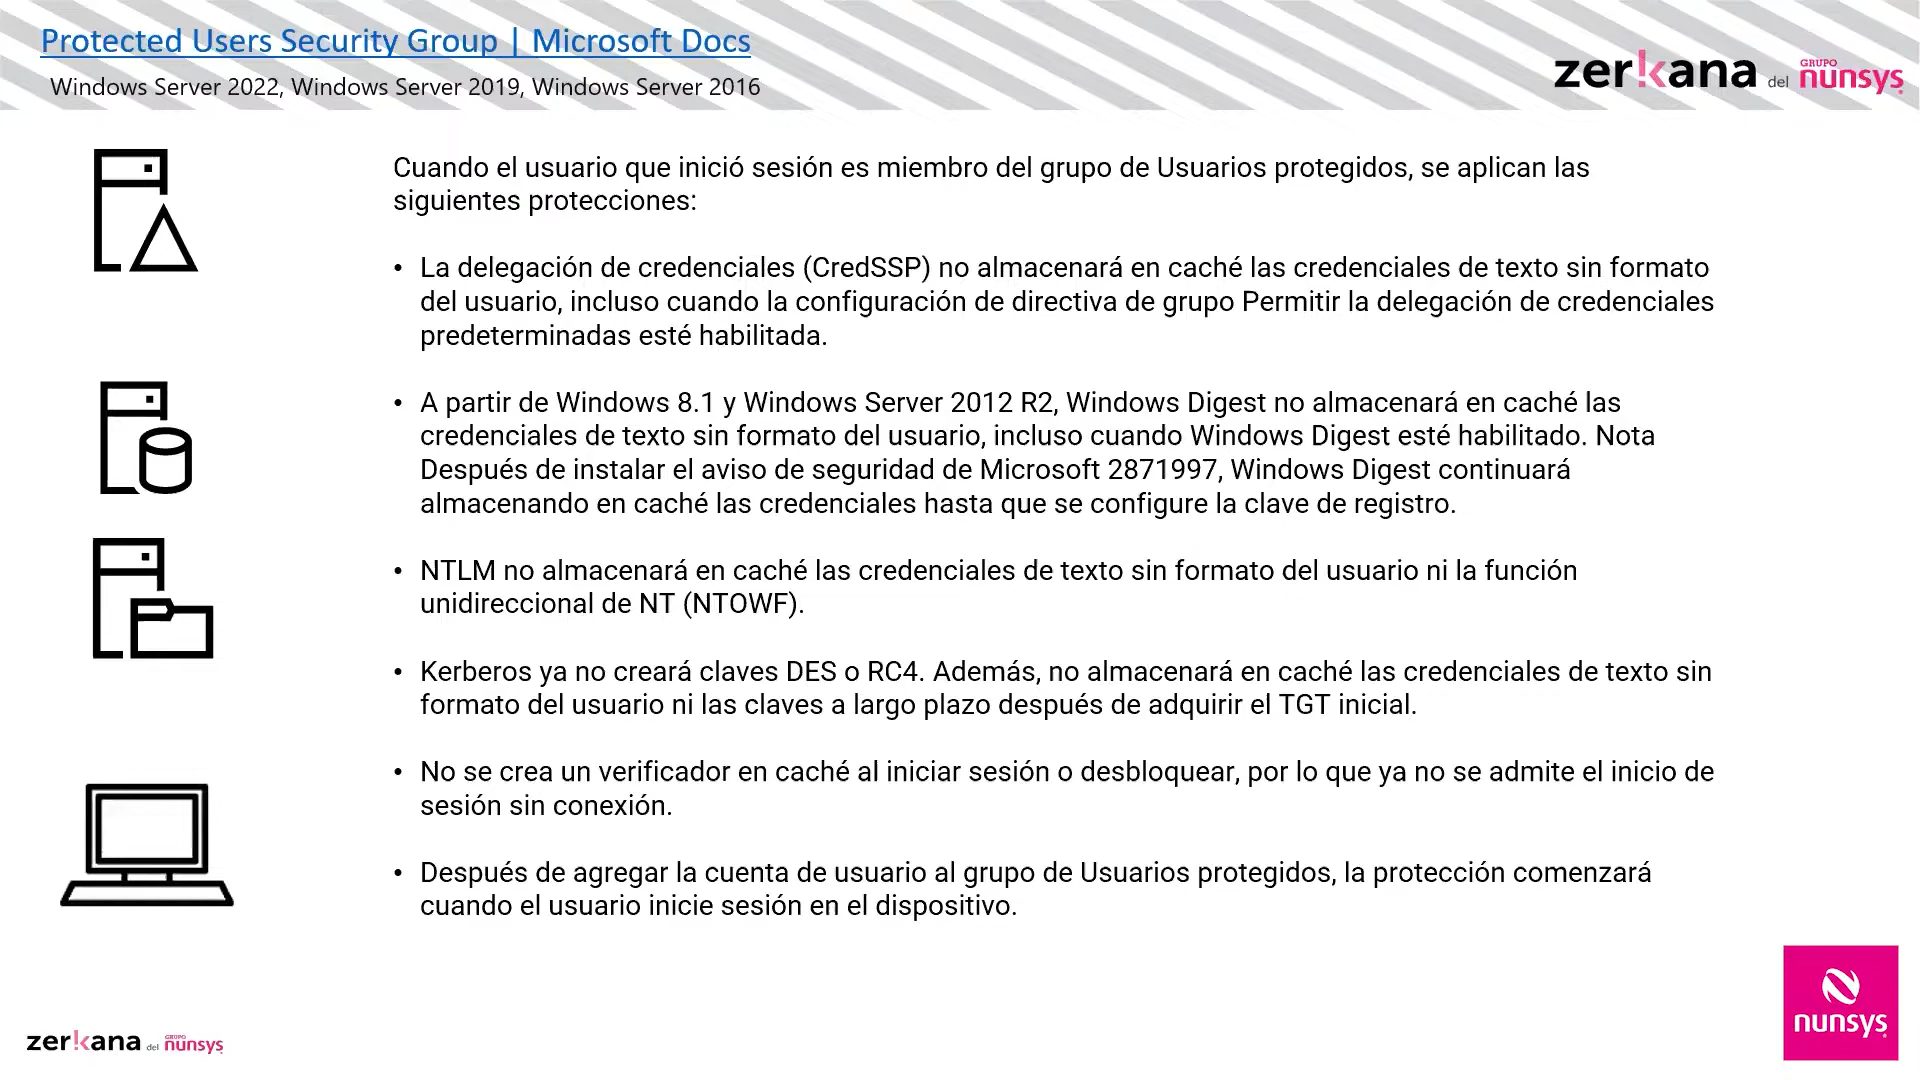 Protected Users Security Group | Microsoft Docs
Windows Server 2022, Windows Server 2019, Windows Server 2016
zer!kana del GRUPO nunsys
Cuando el usuario que inició sesión es miembro del grupo de Usuarios protegidos, se aplican las
siguientes protecciones:
• La delegación de credenciales (CredSSP) no almacenará en caché las credenciales de texto sin formato
del usuario, incluso cuando la configuración de directiva de grupo Permitir la delegación de credenciales
predeterminadas esté habilitada.
• A partir de Windows 8.1 y Windows Server 2012 R2, Windows Digest no almacenará en caché las
credenciales de texto sin formato del usuario, incluso cuando Windows Digest esté habilitado. Nota
Después de instalar el aviso de seguridad de Microsoft 2871997, Windows Digest continuará
almacenando en caché las credenciales hasta que se configure la clave de registro.
• NTLM no almacenará en caché las credenciales de texto sin formato del usuario ni la función
unidireccional de NT (NTOWF).
• Kerberos ya no creará claves DES o RC4. Además, no almacenará en caché las credenciales de texto sin
formato del usuario ni las claves a largo plazo después de adquirir el TGT inicial.
• No se crea un verificador en caché al iniciar sesión o desbloquear, por lo que ya no se admite el inicio de
sesión sin conexión.
• Después de agregar la cuenta de usuario al grupo de Usuarios protegidos, la protección comenzará
cuando el usuario inicie sesión en el dispositivo.
nunsys
zer!kana del GRUPO nunsys